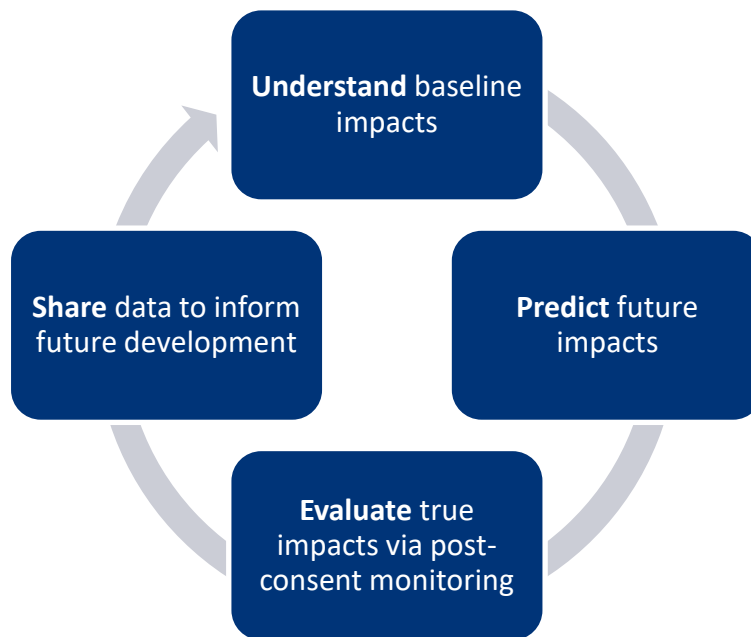 Understand baseline
impacts
Predict future
impacts
Evaluate true
impacts via post-
consent monitoring
Share data to inform
future development